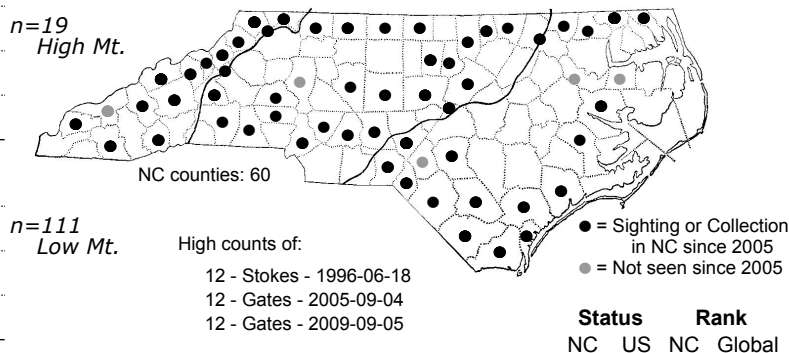 n=19
High Mt.
NC counties: 60
n=111
Low Mt.
High counts of:
12 - Stokes - 1996-06-18
12 - Gates - 2005-09-04
12 - Gates - 2009-09-05
● = Sighting or Collection
in NC since 2005
● = Not seen since 2005
Status Rank
NC US NC Global